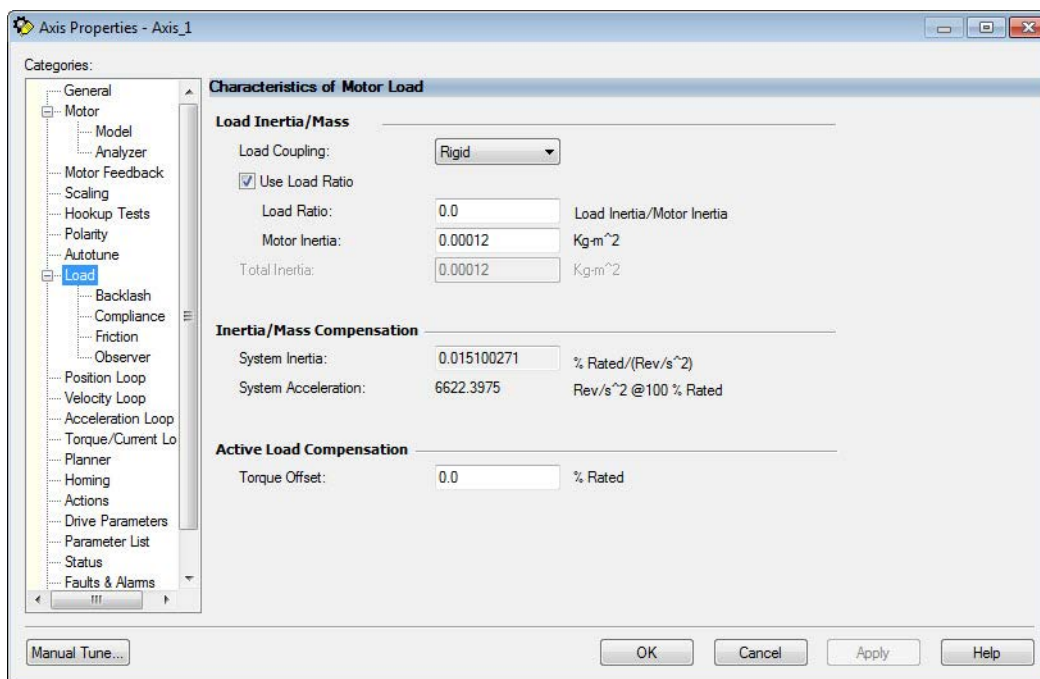 Axis Properties - Axis_1
Categories:
General
Motor
Model
Analyzer
Motor Feedback
Scaling
Hookup Tests
Polarity
Autotune
Load
Backlash
Compliance
Friction
Observer
Position Loop
Velocity Loop
Acceleration Loop
Torque/Current Lo
Planner
Homing
Actions
Drive Parameters
Parameter List
Status
Faults & Alarms
Characteristics of Motor Load
Load Inertia/Mass
Load Coupling: Rigid
Use Load Ratio
Load Ratio: 0.0 Load Inertia/Motor Inertia
Motor Inertia: 0.00012 Kg-m^2
Total Inertia: 0.00012 Kg-m^2
Inertia/Mass Compensation
System Inertia: 0.015100271 % Rated/(Rev/s^2)
System Acceleration: 6622.3975 Rev/s^2 @100 % Rated
Active Load Compensation
Torque Offset: 0.0 % Rated
Manual Tune... OK Cancel Apply Help